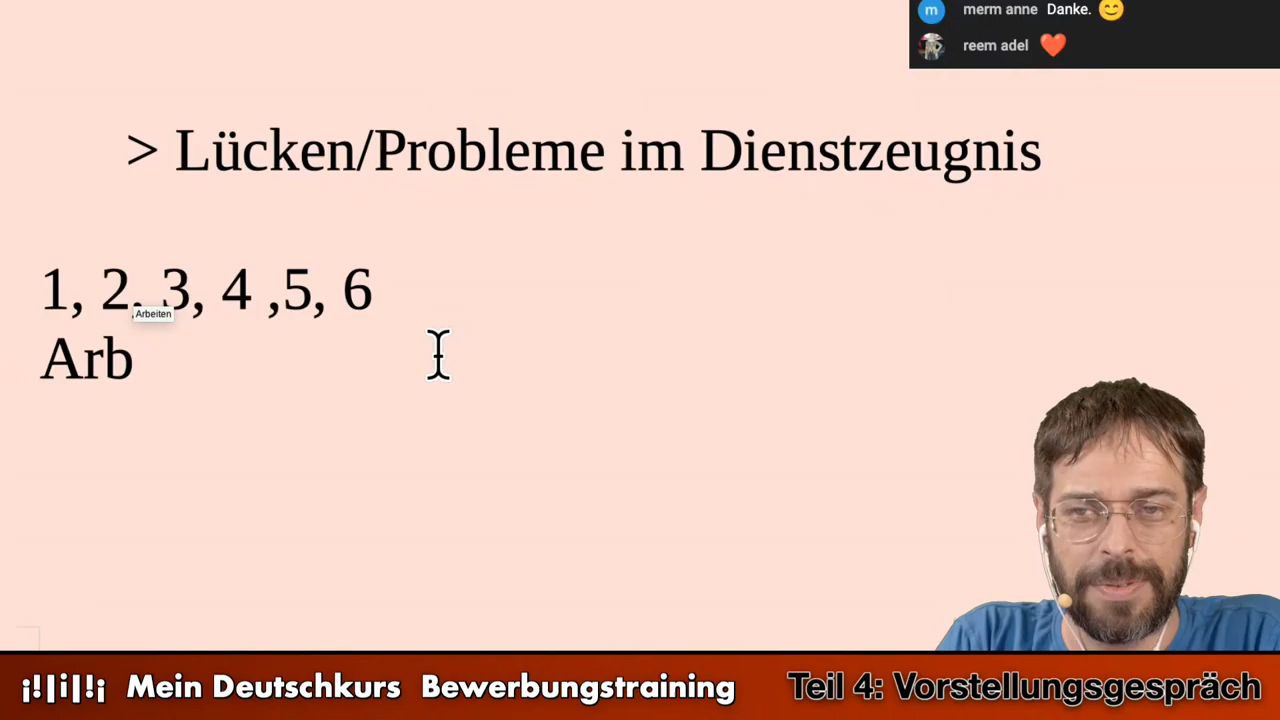 m merm anne Danke. 😊
reem adel ❤️
> Lücken/Probleme im Dienstzeugnis
1, 2, 3, 4 ,5, 6
Arbeiten
Arb
¡!|i|!¡ Mein Deutschkurs Bewerbungstraining
Teil 4: Vorstellungsgespräch